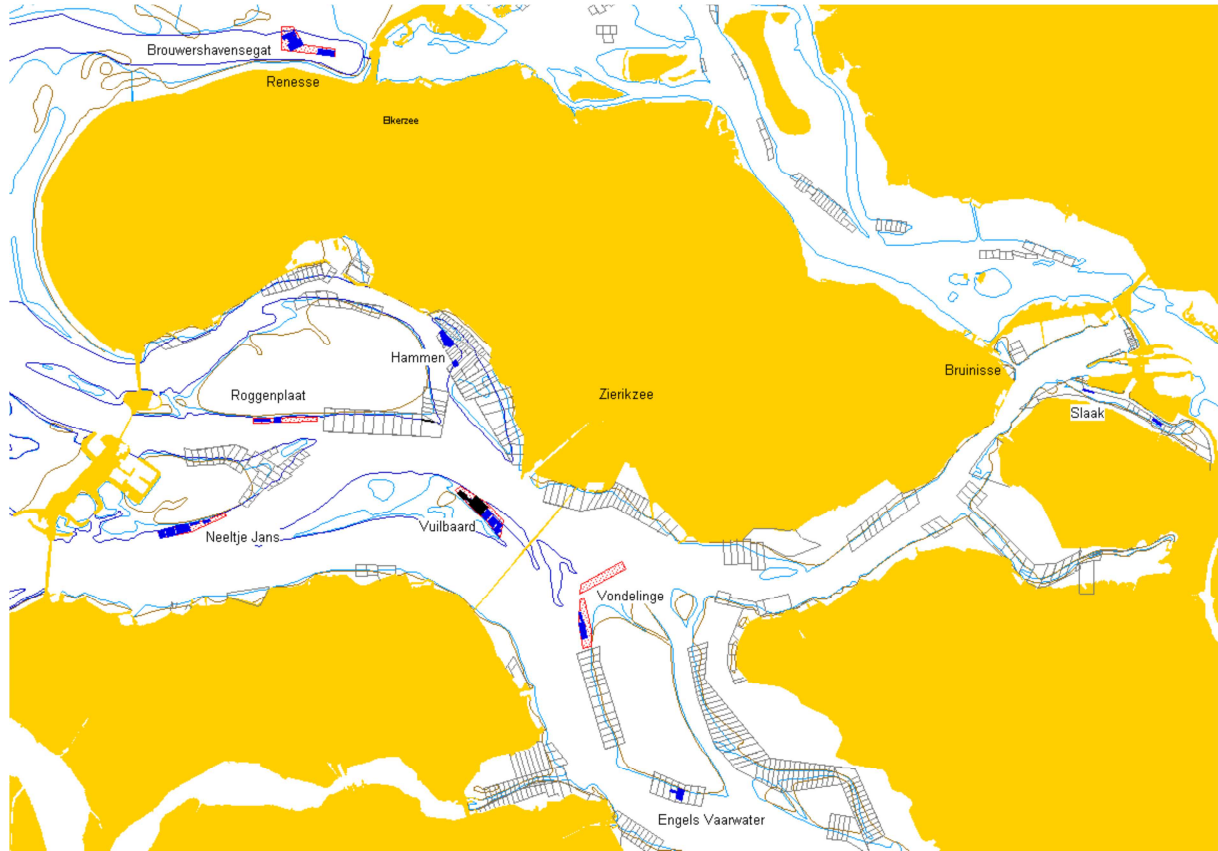 Brouwershavensegat
Renesse
Elkerzee
Hammen
Roggenplaat
Zierikzee
Bruinisse
Slaak
Vuilbaard
Neeltje Jans
Vondelinge
Engels Vaarwater